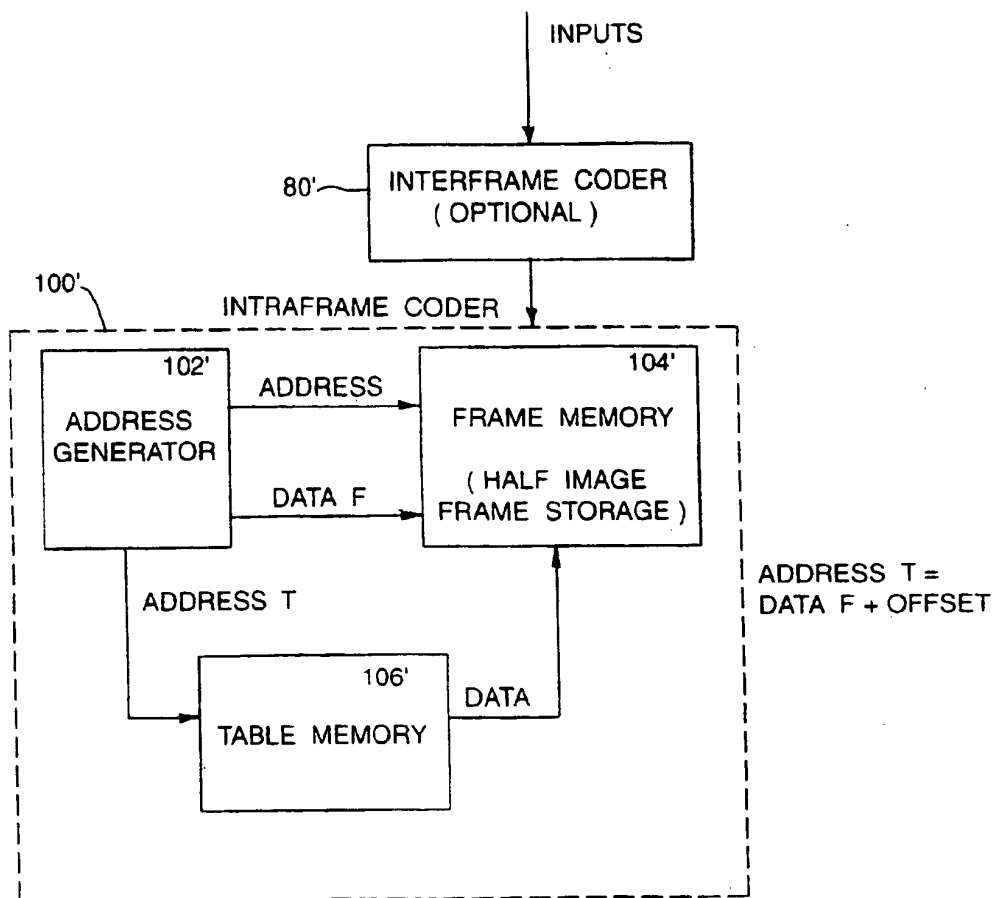 INPUTS
80'
INTERFRAME CODER
( OPTIONAL )
100'
INTRAFRAME CODER
102'
ADDRESS
GENERATOR
ADDRESS
DATA F
104'
FRAME MEMORY
( HALF IMAGE
FRAME STORAGE )
ADDRESS T
106'
TABLE MEMORY
DATA
ADDRESS T =
DATA F + OFFSET